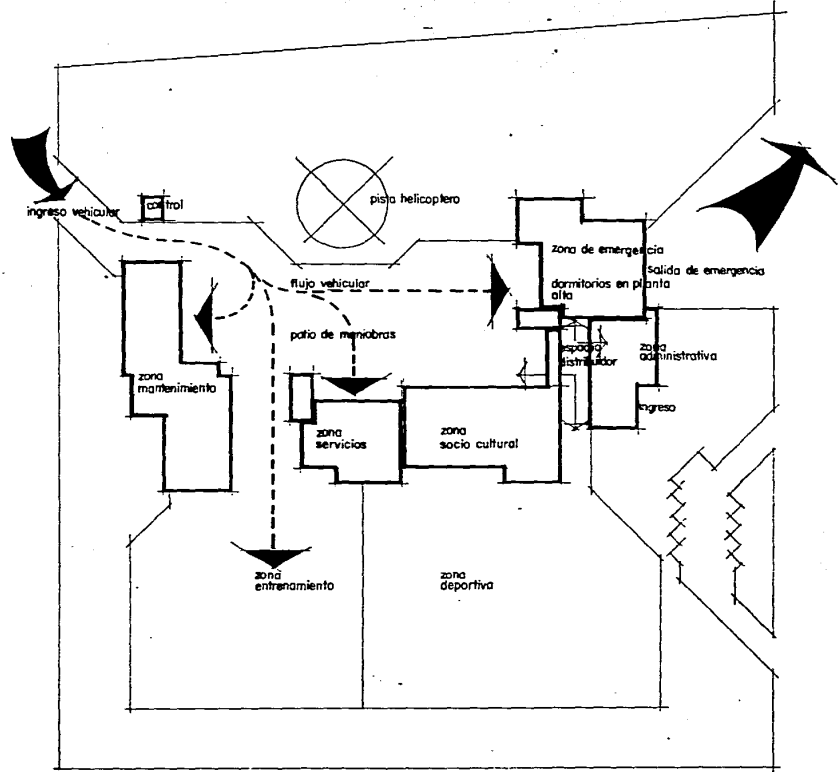 control
pista helicoptero
ingreso vehicular
zona de emergencia
salida de emergencia
flujo vehicular
dormitorios en planta
alta
patio de maniobras
espacio
distribuidor
zona
administrativa
zona
mantenimiento
ingreso
zona
servicios
zona
socio cultural
zona
entrenamiento
zona
deportiva